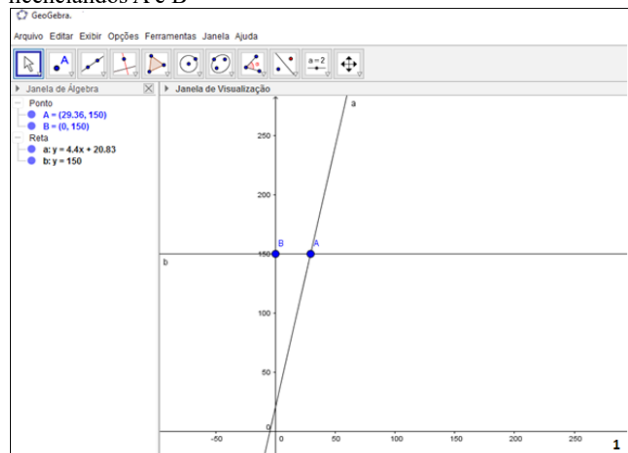 licenciandos A e B
GeoGebra.
Arquivo Editar Exibir Opções Ferramentas Janela Ajuda
a=2
Janela de Álgebra
Janela de Visualização
Ponto
A = (29.36, 150)
B = (0, 150)
Reta
a: y = 4.4x + 20.83
b: y = 150
a
250
200
B A
150
b
100
50
0
-50 0 50 100 150 200 250
1